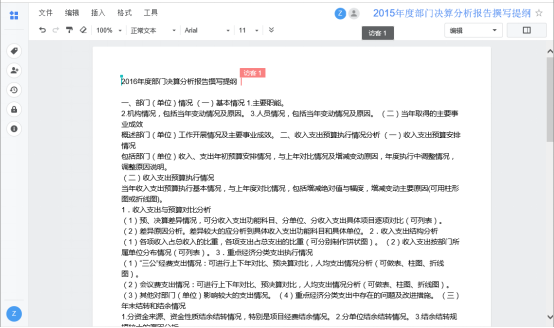 文件 编辑 插入 格式 工具
Z 2015年度部门决算分析报告撰写提纲
100% 正文文本 Arial 11 访客 1 编辑
访客 1
2016年度部门决算分析报告撰写提纲
一、部门（单位）情况 （一）基本情况 1.主要职能。
2.机构情况，包括当年变动情况及原因。 3.人员情况，包括当年变动情况及原因。 （二）当年取得的主要事
业成效
概述部门（单位）工作开展情况及主要事业成效。 二、收入支出预算执行情况分析 （一）收入支出预算安排
情况
包括部门（单位）收入、支出年初预算安排情况，与上年对比情况及增减变动原因，年度执行中调整情况，
调整原因说明。
（二）收入支出预算执行情况
当年收入支出预算执行基本情况，与上年度对比情况，包括增减绝对值与幅度，增减变动主要原因(可用柱形
图或折线图)。
1．收入支出与预算对比分析
（1）预、决算差异情况，可分收入支出功能科目、分单位、分收入支出具体项目逐项对比（可列表）。
（2）差异原因分析。差异较大的应分析到具体收入支出功能科目和具体单位。 2．收入支出结构分析
（1）各项收入占总收入的比重，各项支出占总支出的比重（可分别制作饼状图）。 （2）收入支出按部门所
属单位分布情况（可列表）。 3．重点经济分类支出执行情况
（1）“三公”经费支出情况：可进行上下年对比、预决算对比，人均支出情况分析（可做表、柱图、折线
图）。
（2）会议费支出情况：可进行上下年对比、预决算对比，人均支出情况分析（可做表、柱图、折线图）。
（3）其他对部门（单位）影响较大的支出情况。 （4）重点经济分类支出中存在的问题及改进措施。 （三）
年末结转和结余情况
1.分资金来源、资金性质结余结转情况，特别是项目经费结余情况。 2.分单位结余结转情况。 3.结余结转规
Z